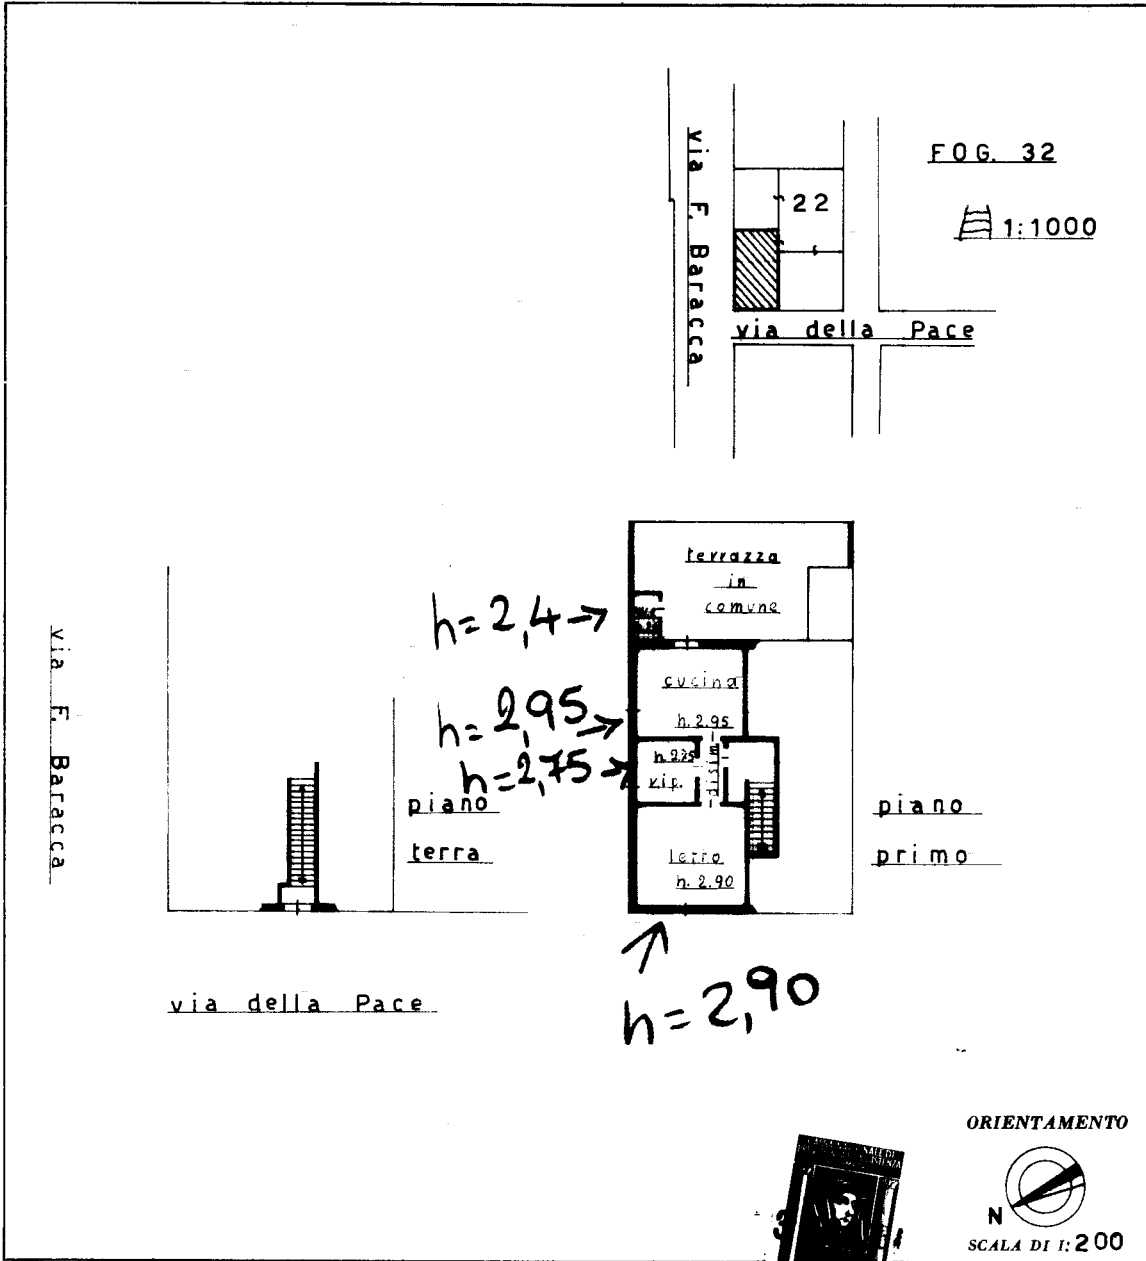 via F. Baracca
FOG. 32
22
1:1000
via della Pace
terrazza
in
comune
h=2,4→
W.C.
cucina
h. 2.95
h=2,95→
h. 2.75
h=2,75→
rip.
disim.
via F. Baracca
piano
terra
piano
primo
letto
h. 2.90
via della Pace
h=2,90
ORIENTAMENTO
N
SCALA DI 1:200